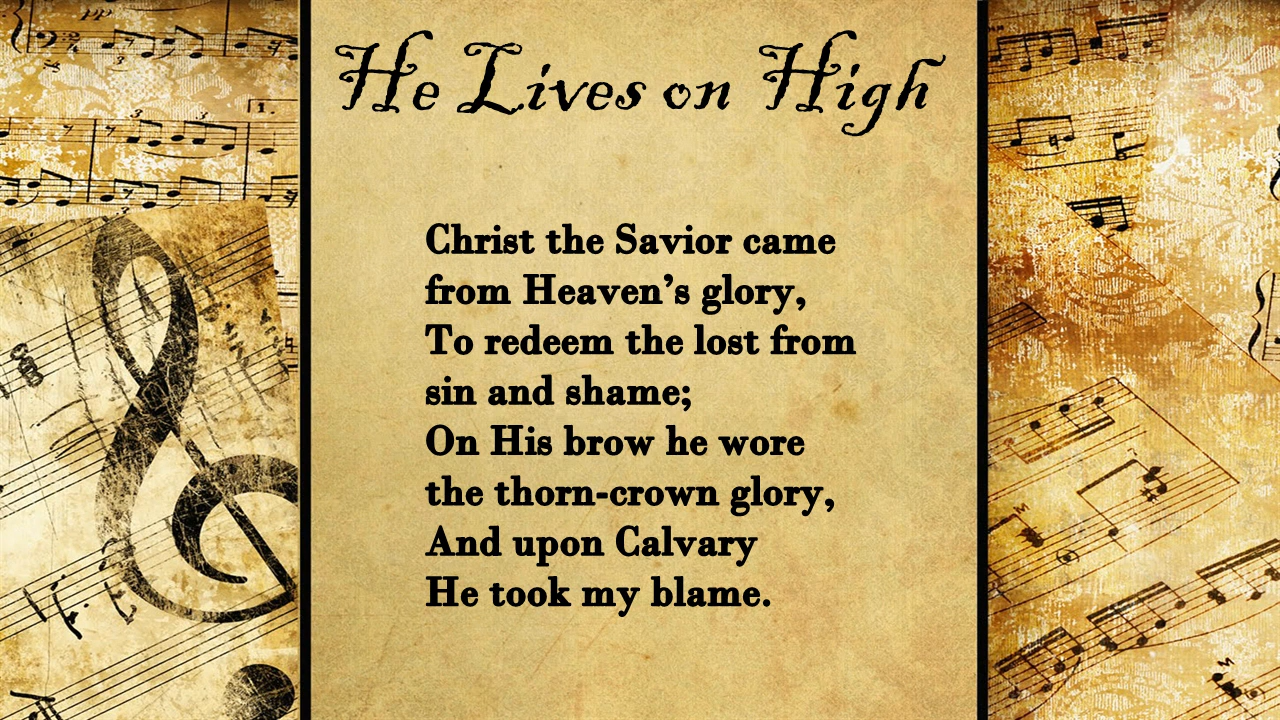 He Lives on High
Christ the Savior came
from Heaven’s glory,
To redeem the lost from
sin and shame;
On His brow he wore
the thorn-crown glory,
And upon Calvary
He took my blame.